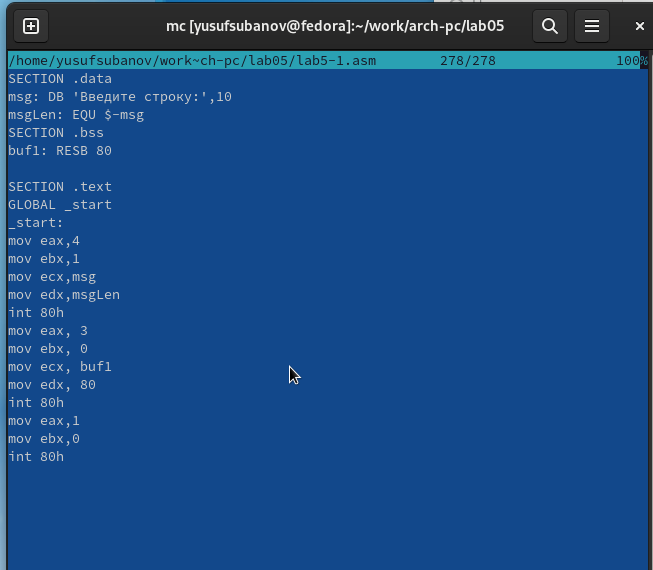 mc [yusufsubanov@fedora]:~/work/arch-pc/lab05
/home/yusufsubanov/work~ch-pc/lab05/lab5-1.asm 278/278 100%
SECTION .data
msg: DB 'Введите строку:',10
msgLen: EQU $-msg
SECTION .bss
buf1: RESB 80
SECTION .text
GLOBAL _start
_start:
mov eax,4
mov ebx,1
mov ecx,msg
mov edx,msgLen
int 80h
mov eax, 3
mov ebx, 0
mov ecx, buf1
mov edx, 80
int 80h
mov eax,1
mov ebx,0
int 80h